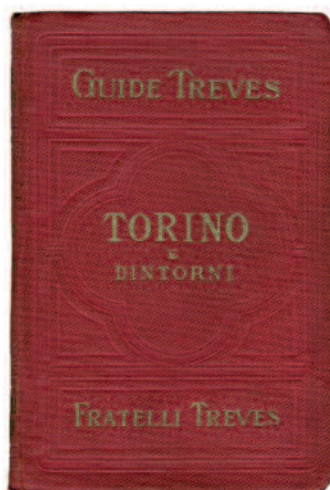 GUIDE TREVES
TORINO
E
DINTORNI
FRATELLI TREVES